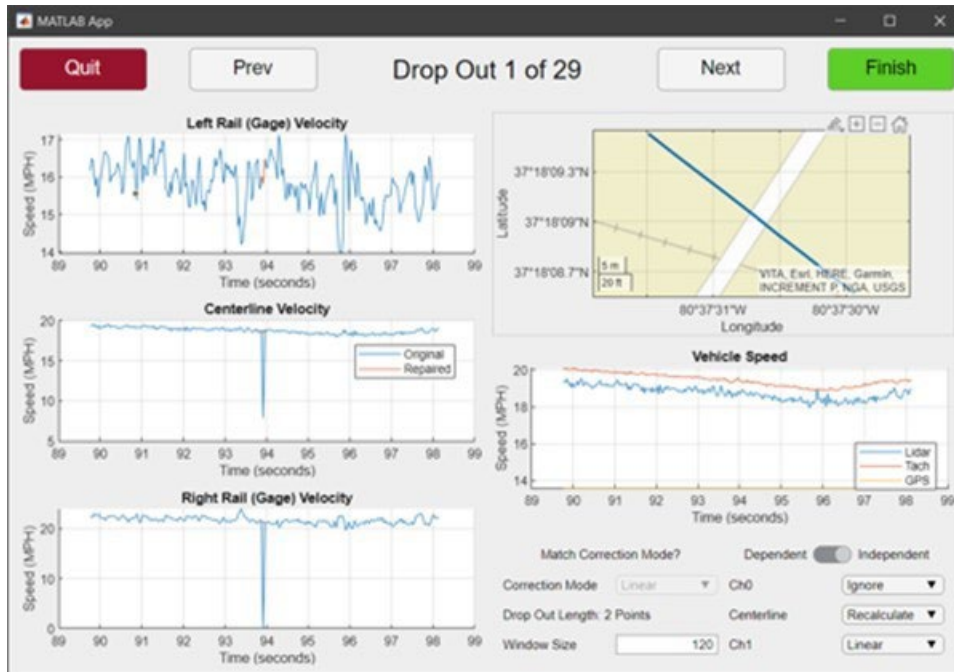 MATLAB App
Quit
Prev
Drop Out 1 of 29
Next
Finish
Left Rail (Gage) Velocity
Speed (MPH)
17
16
15
14
89 90 91 92 93 94 95 96 97 98 99
Time (seconds)
Centerline Velocity
Speed (MPH)
20
15
10
5
Original
Repaired
89 90 91 92 93 94 95 96 97 98 99
Time (seconds)
Right Rail (Gage) Velocity
Speed (MPH)
20
10
0
89 90 91 92 93 94 95 96 97 98 99
Time (seconds)
Latitude
37°18'09.3"N
37°18'09"N
37°18'08.7"N
5 m
20 ft
VITA, Esri, HERE, Garmin,
INCREMENT P, NGA, USGS
80°37'31"W 80°37'30"W
Longitude
Vehicle Speed
Speed (MPH)
20
18
16
14
Lidar
Tach
GPS
89 90 91 92 93 94 95 96 97 98 99
Time (seconds)
Match Correction Mode? Dependent Independent
Correction Mode Linear Ch0 Ignore
Drop Out Length: 2 Points Centerline Recalculate
Window Size 120 Ch1 Linear